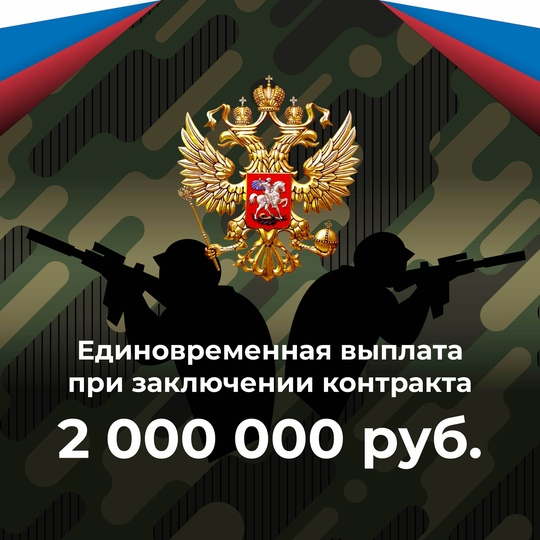 Единовременная выплата
при заключении контракта
2 000 000 руб.